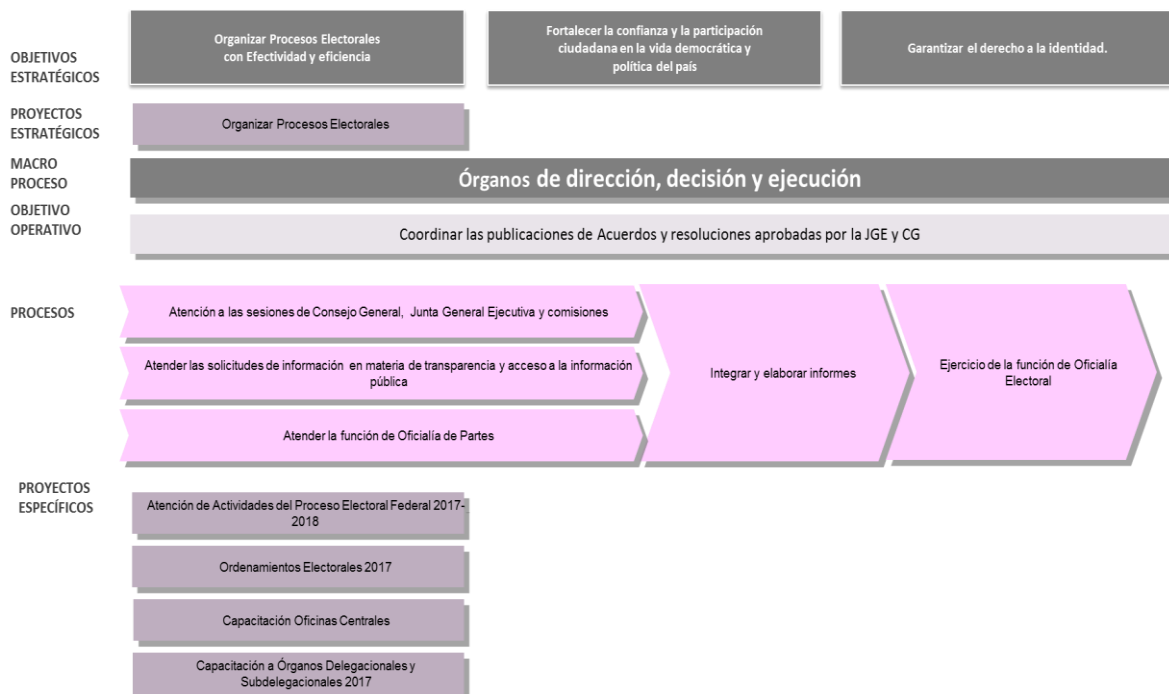 OBJETIVOS
ESTRATÉGICOS
Organizar Procesos Electorales
con Efectividad y eficiencia
Fortalecer la confianza y la participación
ciudadana en la vida democrática y
política del país
Garantizar el derecho a la identidad.
PROYECTOS
ESTRATÉGICOS
Organizar Procesos Electorales
MACRO
PROCESO
Órganos de dirección, decisión y ejecución
OBJETIVO
OPERATIVO
Coordinar las publicaciones de Acuerdos y resoluciones aprobadas por la JGE y CG
PROCESOS
Atención a las sesiones de Consejo General, Junta General Ejecutiva y comisiones
Atender las solicitudes de información en materia de transparencia y acceso a la información
pública
Atender la función de Oficialía de Partes
Integrar y elaborar informes
Ejercicio de la función de Oficialía
Electoral
PROYECTOS
ESPECÍFICOS
Atención de Actividades del Proceso Electoral Federal 2017-
2018
Ordenamientos Electorales 2017
Capacitación Oficinas Centrales
Capacitación a Órganos Delegacionales y
Subdelegacionales 2017